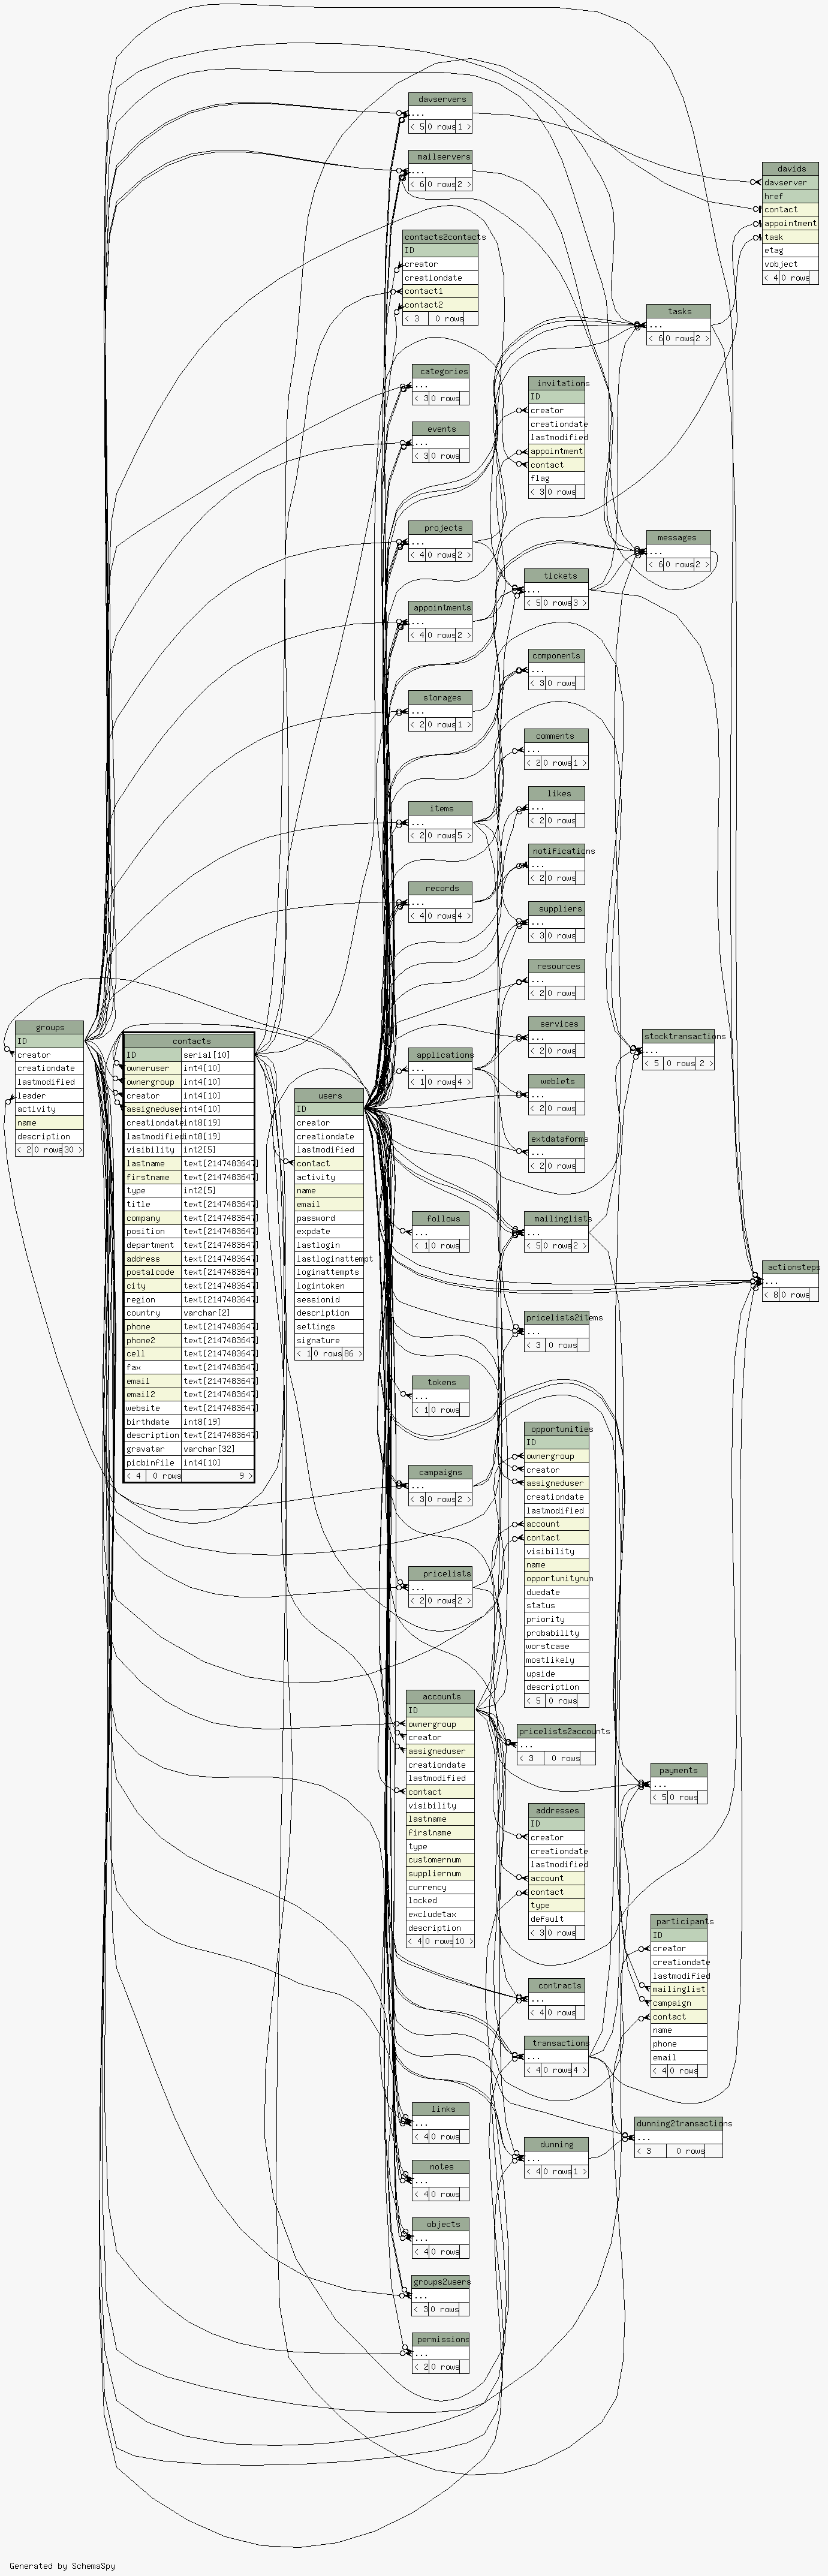 davservers
...
< 5 0 rows 1 >
mailservers
...
< 6 0 rows 2 >
davids
davserver
href
contact
appointment
task
etag
vobject
< 4 0 rows
contacts2contacts
ID
creator
creationdate
contact1
contact2
< 3 0 rows
tasks
...
< 6 0 rows 2 >
categories
...
< 3 0 rows
invitations
ID
creator
creationdate
lastmodified
appointment
contact
flag
< 3 0 rows
events
...
< 3 0 rows
projects
...
< 4 0 rows 2 >
messages
...
< 6 0 rows 2 >
tickets
...
< 5 0 rows 3 >
appointments
...
< 4 0 rows 2 >
components
...
< 3 0 rows
storages
...
< 2 0 rows 1 >
comments
...
< 2 0 rows 1 >
likes
...
< 2 0 rows
items
...
< 2 0 rows 5 >
notifications
...
< 2 0 rows
records
...
< 4 0 rows 4 >
suppliers
...
< 3 0 rows
resources
...
< 2 0 rows
groups
ID
creator
creationdate
lastmodified
leader
activity
name
description
< 2 0 rows 30 >
contacts
ID serial[10]
owneruser int4[10]
ownergroup int4[10]
creator int4[10]
assigneduser int4[10]
creationdate int8[19]
lastmodified int8[19]
visibility int2[5]
lastname text[2147483647]
firstname text[2147483647]
type int2[5]
title text[2147483647]
company text[2147483647]
position text[2147483647]
department text[2147483647]
address text[2147483647]
postalcode text[2147483647]
city text[2147483647]
region text[2147483647]
country varchar[2]
phone text[2147483647]
phone2 text[2147483647]
cell text[2147483647]
fax text[2147483647]
email text[2147483647]
email2 text[2147483647]
website text[2147483647]
birthdate int8[19]
description text[2147483647]
gravatar varchar[32]
picbinfile int4[10]
< 4 0 rows 9 >
users
ID
creator
creationdate
lastmodified
contact
activity
name
email
password
expdate
lastlogin
lastloginattempt
loginattempts
logintoken
sessionid
description
settings
signature
< 1 0 rows 86 >
services
...
< 2 0 rows
stocktransactions
...
< 5 0 rows 2 >
applications
...
< 1 0 rows 4 >
weblets
...
< 2 0 rows
extdataforms
...
< 2 0 rows
follows
...
< 1 0 rows
mailinglists
...
< 5 0 rows 2 >
actionsteps
...
< 8 0 rows
pricelists2items
...
< 3 0 rows
tokens
...
< 1 0 rows
opportunities
ID
ownergroup
creator
assigneduser
creationdate
lastmodified
account
contact
visibility
name
opportunitynum
duedate
status
priority
probability
worstcase
mostlikely
upside
description
< 5 0 rows
campaigns
...
< 3 0 rows 2 >
pricelists
...
< 2 0 rows 2 >
accounts
ID
ownergroup
creator
assigneduser
creationdate
lastmodified
contact
visibility
lastname
firstname
type
customernum
suppliernum
currency
locked
excludetax
description
< 4 0 rows 10 >
pricelists2accounts
...
< 3 0 rows
payments
...
< 5 0 rows
addresses
ID
creator
creationdate
lastmodified
account
contact
type
default
< 3 0 rows
participants
ID
creator
creationdate
lastmodified
mailinglist
campaign
contact
name
phone
email
< 4 0 rows
contracts
...
< 4 0 rows
transactions
...
< 4 0 rows 4 >
links
...
< 4 0 rows
dunning2transactions
...
< 3 0 rows
dunning
...
< 4 0 rows 1 >
notes
...
< 4 0 rows
objects
...
< 4 0 rows
groups2users
...
< 3 0 rows
permissions
...
< 2 0 rows
Generated by SchemaSpy